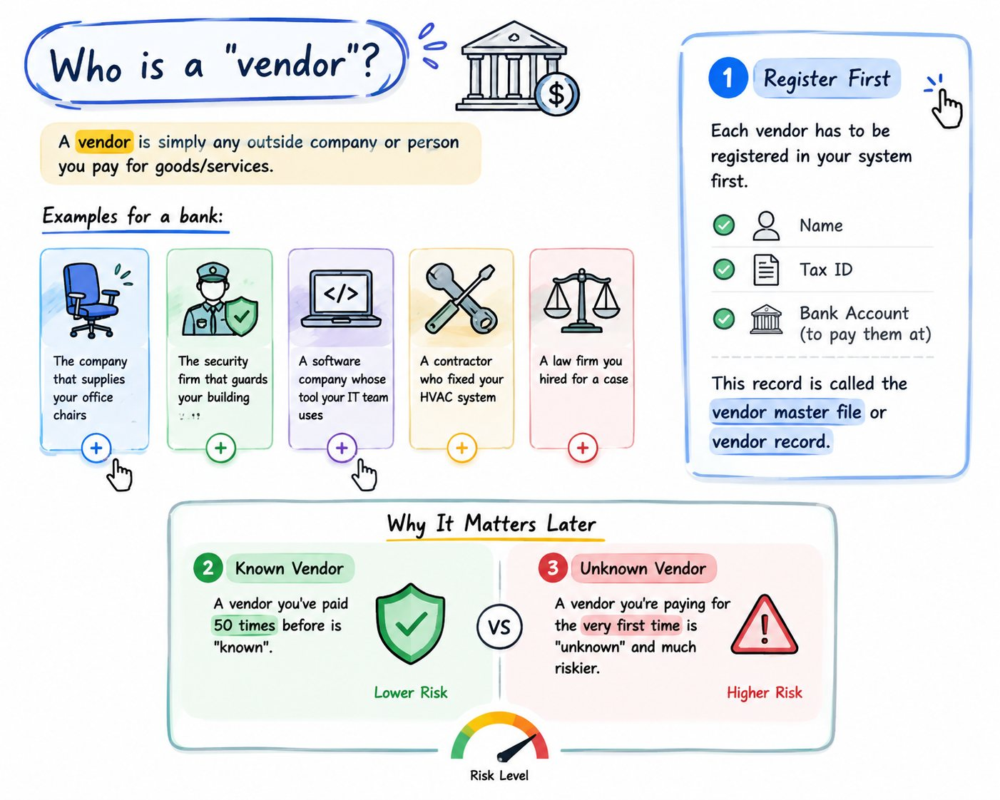 Who is a "vendor"?
$
A vendor is simply any outside company or person
you pay for goods/services.
Examples for a bank:
The company
that supplies
your office
chairs
+
The security
firm that guards
your building
+
</>
A software
company whose
tool your IT team
uses
+
A contractor
who fixed your
HVAC system
+
A law firm you
hired for a case
+
1 Register First
Each vendor has to be
registered in your system
first.
Name
Tax ID
Bank Account
(to pay them at)
This record is called the
vendor master file or
vendor record.
Why It Matters Later
2 Known Vendor
A vendor you've paid
50 times before is
"known".
Lower Risk
VS
3 Unknown Vendor
A vendor you're paying for
the very first time is
"unknown" and much
riskier.
Higher Risk
Risk Level